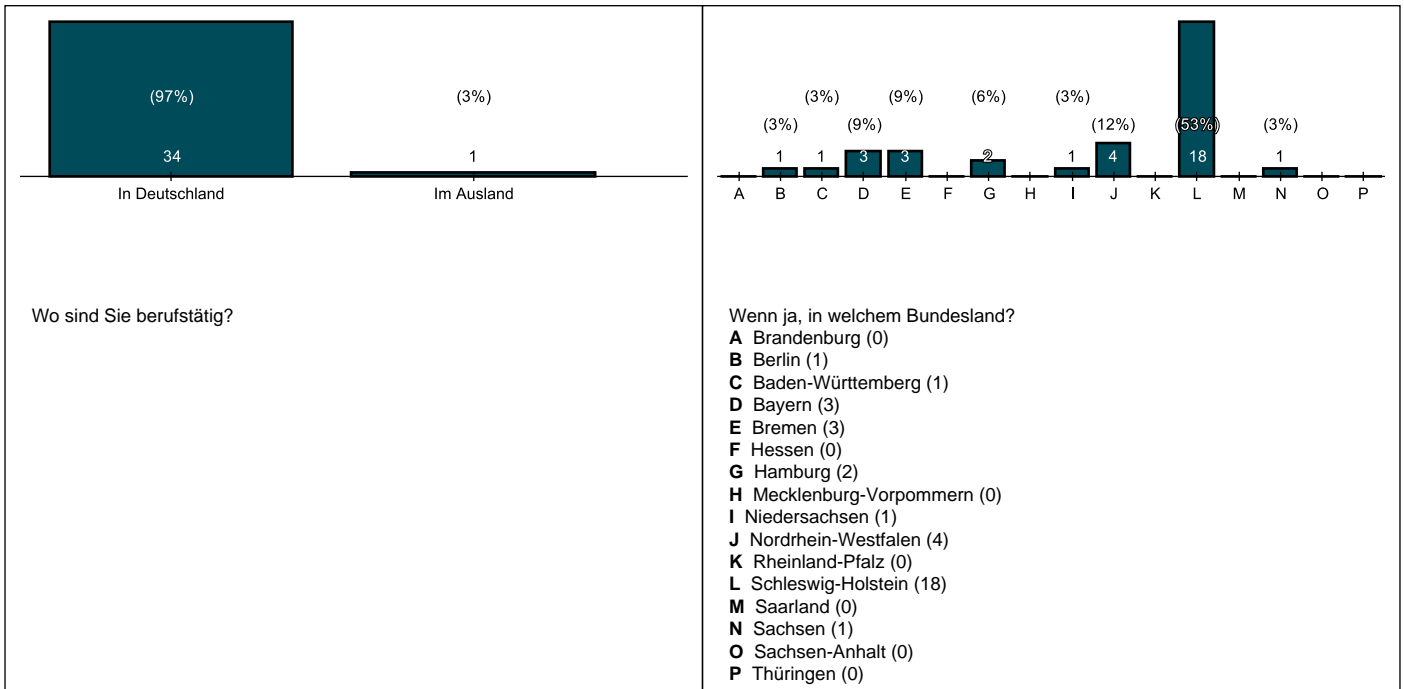 (97%) (3%)
34 1
In Deutschland Im Ausland
Wo sind Sie berufstätig?
(3%) (9%) (6%) (3%)
(3%) (9%) (12%) (53%) (3%)
1 1 3 3 2 1 4 18 1
A B C D E F G H I J K L M N O P
Wenn ja, in welchem Bundesland?
A Brandenburg (0)
B Berlin (1)
C Baden-Württemberg (1)
D Bayern (3)
E Bremen (3)
F Hessen (0)
G Hamburg (2)
H Mecklenburg-Vorpommern (0)
I Niedersachsen (1)
J Nordrhein-Westfalen (4)
K Rheinland-Pfalz (0)
L Schleswig-Holstein (18)
M Saarland (0)
N Sachsen (1)
O Sachsen-Anhalt (0)
P Thüringen (0)